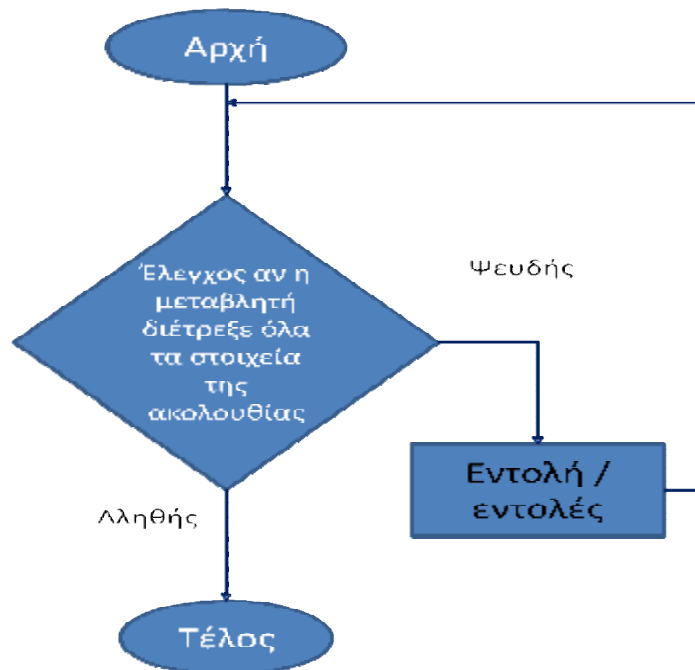 Αρχή
Έλεγχος αν η
μεταβλητή
διέτρεξε όλα
τα στοιχεία
της
ακολουθίας
Ψευδής
Εντολή /
εντολές
Αληθής
Τέλος